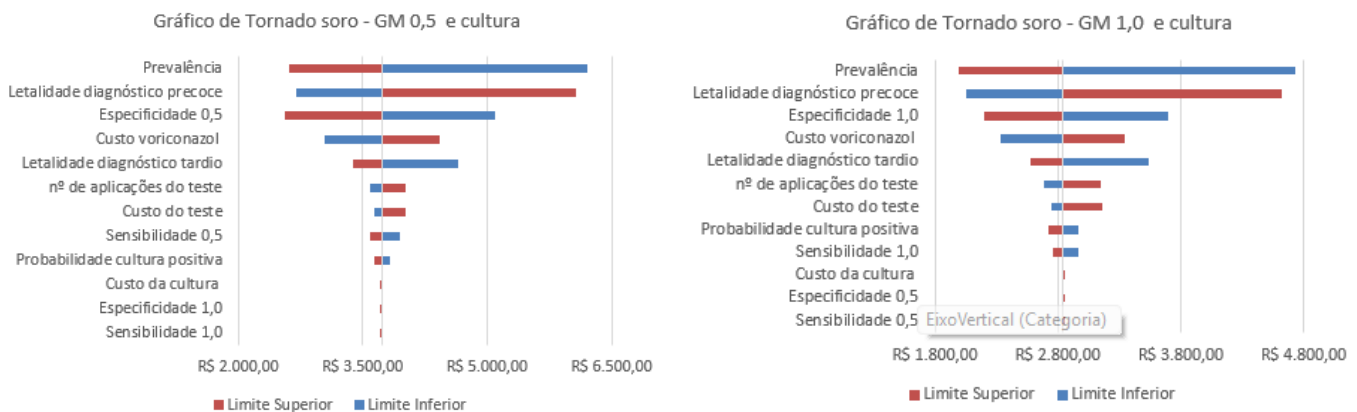 Gráfico de Tornado soro - GM 0,5 e cultura
Prevalência
Letalidade diagnóstico precoce
Especificidade 0,5
Custo voriconazol
Letalidade diagnóstico tardio
nº de aplicações do teste
Custo do teste
Sensibilidade 0,5
Probabilidade cultura positiva
Custo da cultura
Especificidade 1,0
Sensibilidade 1,0
R$ 2.000,00 R$ 3.500,00 R$ 5.000,00 R$ 6.500,00
Limite Superior Limite Inferior
Gráfico de Tornado soro - GM 1,0 e cultura
Prevalência
Letalidade diagnóstico precoce
Especificidade 1,0
Custo voriconazol
Letalidade diagnóstico tardio
nº de aplicações do teste
Custo do teste
Probabilidade cultura positiva
Sensibilidade 1,0
Custo da cultura
Especificidade 0,5
Sensibilidade 0,5
EixoVertical (Categoria)
R$ 1.800,00 R$ 2.800,00 R$ 3.800,00 R$ 4.800,00
Limite Superior Limite Inferior